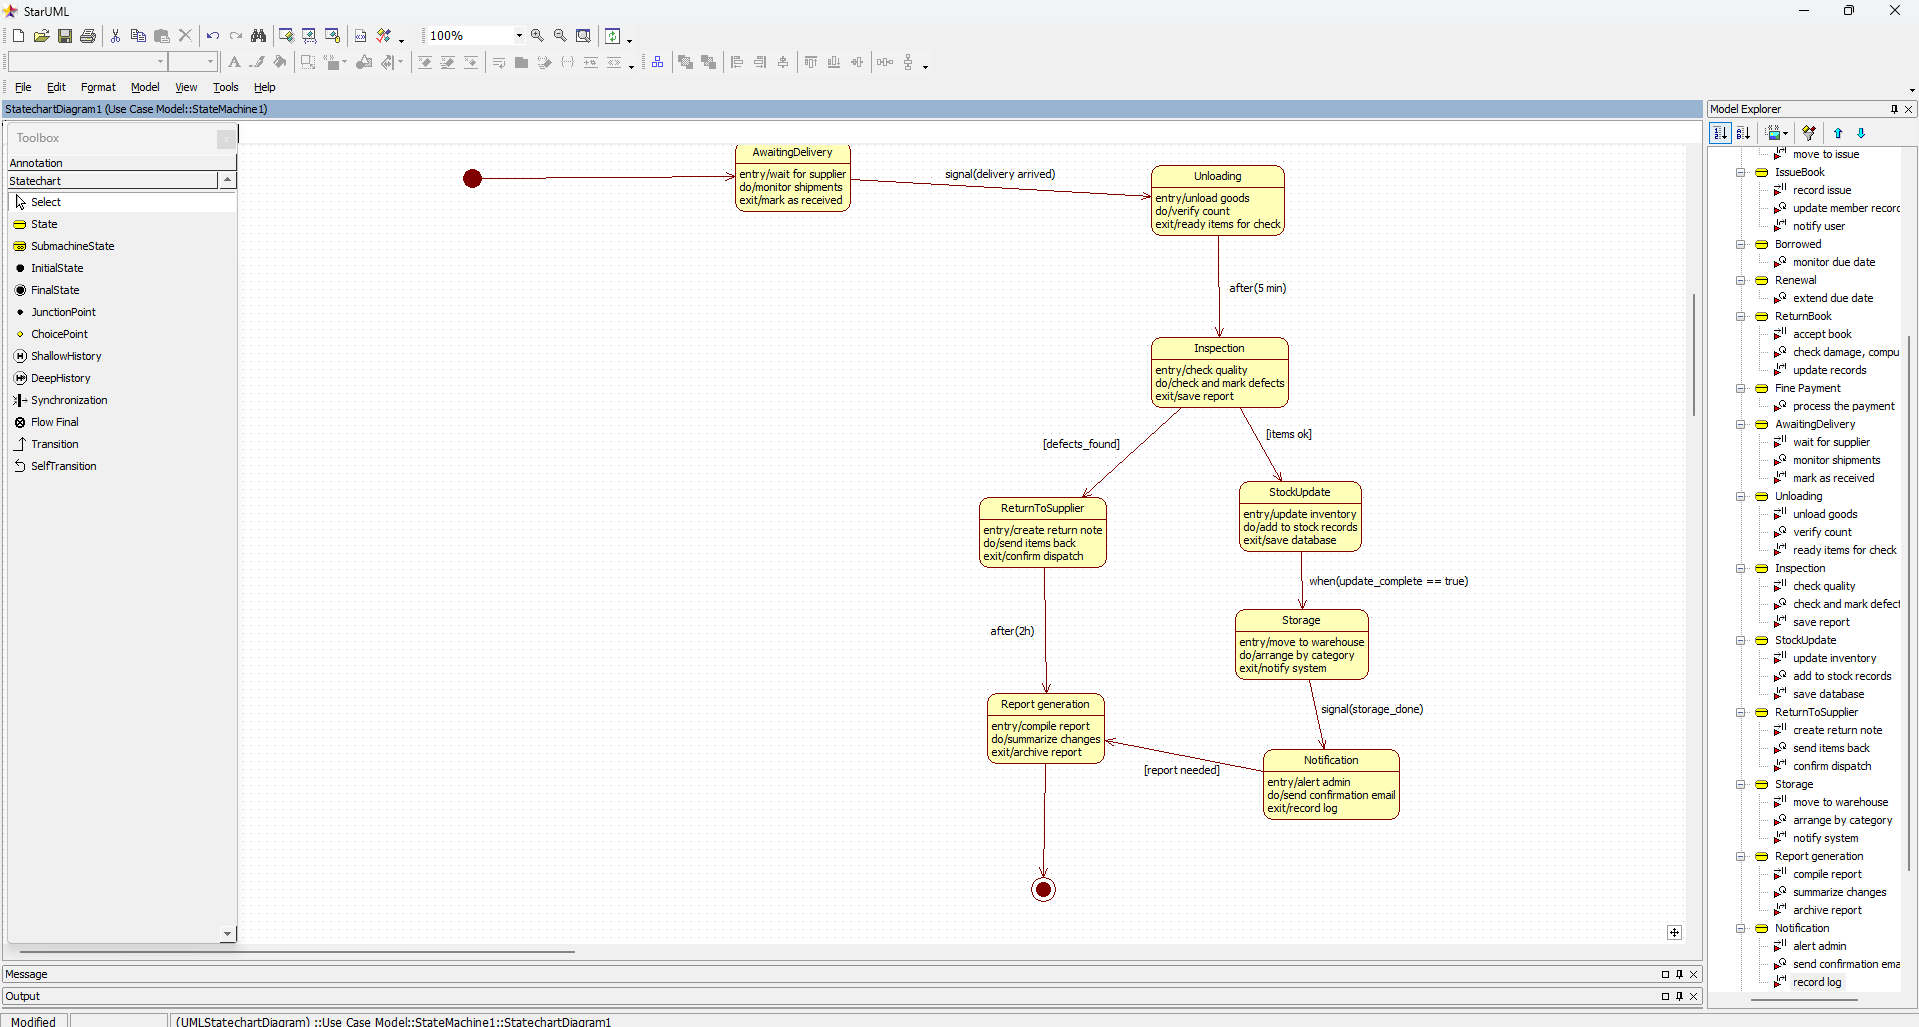 StarUML
100%
File Edit Format Model View Tools Help
StatechartDiagram1 (Use Case Model::StateMachine1)
Toolbox
Annotation
Statechart
Select
State
SubmachineState
InitialState
FinalState
JunctionPoint
ChoicePoint
ShallowHistory
DeepHistory
Synchronization
Flow Final
Transition
SelfTransition
AwaitingDelivery
entry/wait for supplier
do/monitor shipments
exit/mark as received
signal(delivery arrived)
Unloading
entry/unload goods
do/verify count
exit/ready items for check
after(5 min)
Inspection
entry/check quality
do/check and mark defects
exit/save report
[defects_found]
[items ok]
ReturnToSupplier
entry/create return note
do/send items back
exit/confirm dispatch
StockUpdate
entry/update inventory
do/add to stock records
exit/save database
when(update_complete == true)
after(2h)
Storage
entry/move to warehouse
do/arrange by category
exit/notify system
signal(storage_done)
Report generation
entry/compile report
do/summarize changes
exit/archive report
[report needed]
Notification
entry/alert admin
do/send confirmation email
exit/record log
Model Explorer
move to issue
IssueBook
record issue
update member recorc
notify user
Borrowed
monitor due date
Renewal
extend due date
ReturnBook
accept book
check damage, compu
update records
Fine Payment
process the payment
AwaitingDelivery
wait for supplier
monitor shipments
mark as received
Unloading
unload goods
verify count
ready items for check
Inspection
check quality
check and mark defect
save report
StockUpdate
update inventory
add to stock records
save database
ReturnToSupplier
create return note
send items back
confirm dispatch
Storage
move to warehouse
arrange by category
notify system
Report generation
compile report
summarize changes
archive report
Notification
alert admin
send confirmation ema
record log
Message
Output
Modified
(UMLStatechartDiagram) ::Use Case Model::StateMachine1::StatechartDiagram1